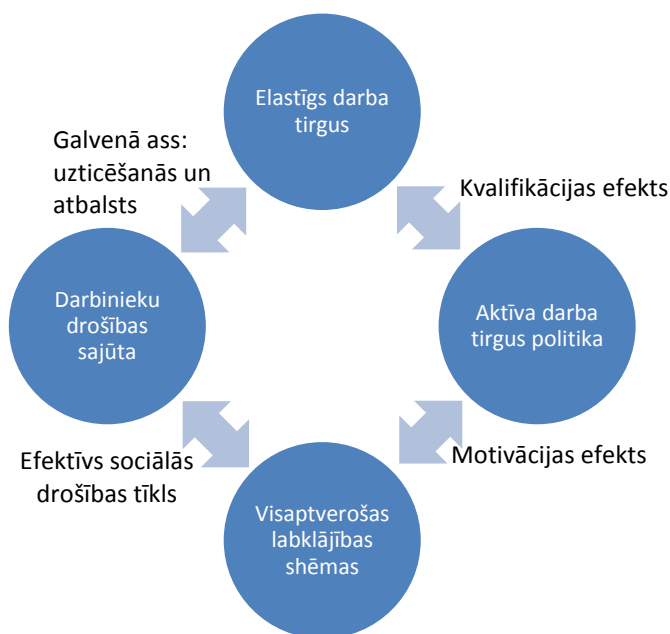 Elastīgs darba
tirgus
Galvenā ass:
uzticēšanās un
atbalsts
Kvalifikācijas efekts
Darbinieku
drošības
sajūta
Aktīva darba
tirgus politika
Efektīvs sociālās
drošības tīkls
Motivācijas efekts
Visaptverošas
labklājības
shēmas